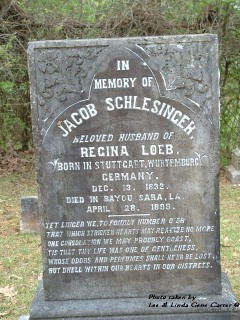 IN
MEMORY OF
JACOB SCHLESINGER,
BELOVED HUSBAND OF
REGINA LOEB.
BORN IN STUTTGART, WURTEMBURG
GERMANY.
DEC. 13, 1832.
DIED IN BAYOU SARA, LA.
APRIL 28, 1899.
YET LINGER WE, TO FONDLY NUMBER O'ER
THAT WHICH STRICKEN HEARTS MAY REALIZE NO MORE
ONE CONSOLATION WE MAY PROUDLY BOAST,
'TIS THAT THY LIFE WAS ONE OF GENTLENESS,
WHOSE ODORS AND PERFUMES SHALL NE'ER BE LOST,
BUT DWELL WITHIN OUR HEARTS IN OUR DISTRESS.
Photo taken by
Lee & Linda Gene Carter ©